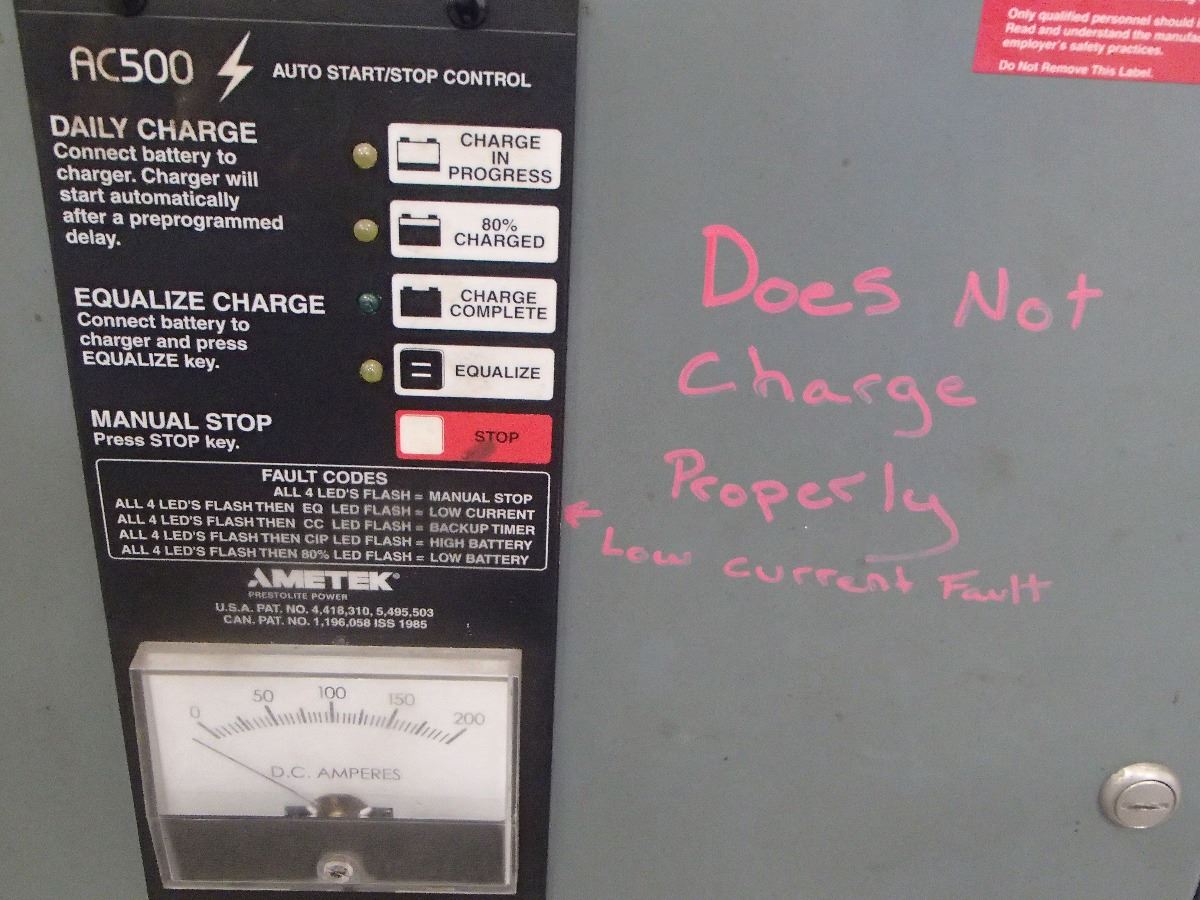 AC500 AUTO START/STOP CONTROL
DAILY CHARGE
Connect battery to
charger. Charger will
start automatically
after a preprogrammed
delay.
CHARGE
IN
PROGRESS
80%
CHARGED
EQUALIZE CHARGE
Connect battery to
charger and press
EQUALIZE key.
CHARGE
COMPLETE
EQUALIZE
MANUAL STOP
Press STOP key.
STOP
FAULT CODES
ALL 4 LED'S FLASH = MANUAL STOP
ALL 4 LED'S FLASH THEN EQ LED FLASH = LOW CURRENT
ALL 4 LED'S FLASH THEN CC LED FLASH = BACKUP TIMER
ALL 4 LED'S FLASH THEN CIP LED FLASH = HIGH BATTERY
ALL 4 LED'S FLASH THEN 80% LED FLASH = LOW BATTERY
AMETEK®
PRESTOLITE POWER
U.S.A. PAT. NO. 4,418,310, 5,495,503
CAN. PAT. NO. 1,196,058 ISS 1985
0 50 100 150 200
D.C. AMPERES
Only qualified personnel should
Read and understand the
employer's safety practices.
Do Not Remove This Label.
Does Not
Charge
Properly
← Low current Fault